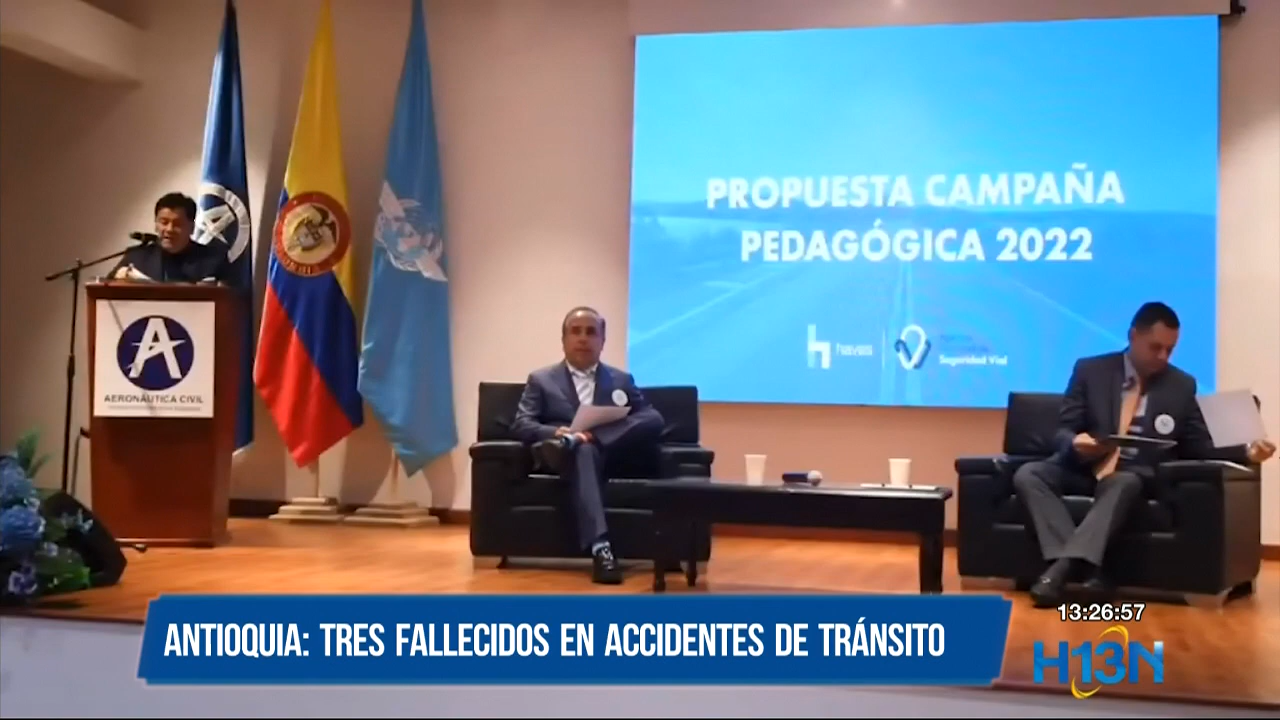 PROPUESTA CAMPAÑA
PEDAGÓGICA 2022
Seguridad Vial
AERONÁUTICA CIVIL
ANTIOQUIA: TRES FALLECIDOS EN ACCIDENTES DE TRÁNSITO
13:26:57
H13N